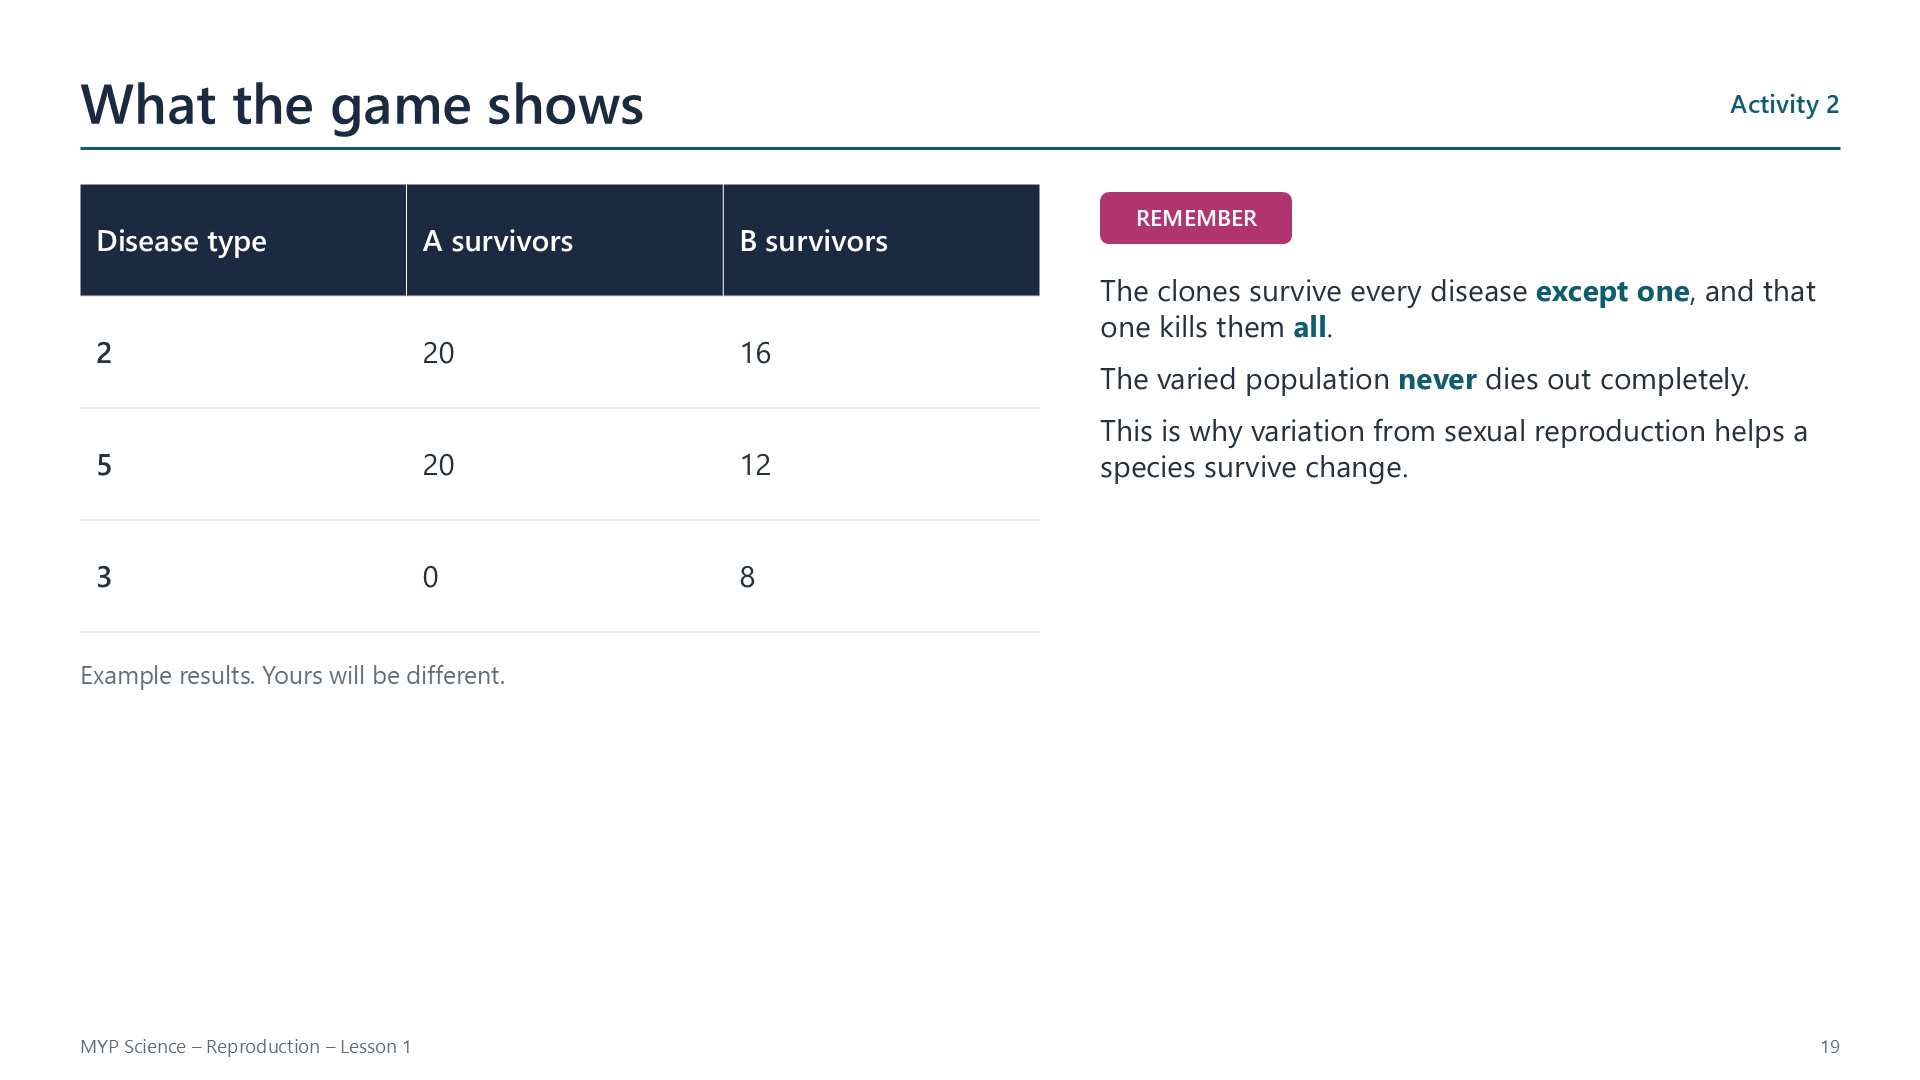 What the game shows
Activity 2
Disease type A survivors B survivors
2 20 16
5 20 12
3 0 8
Example results. Yours will be different.
REMEMBER
The clones survive every disease except one, and that
one kills them all.
The varied population never dies out completely.
This is why variation from sexual reproduction helps a
species survive change.
MYP Science – Reproduction – Lesson 1
19